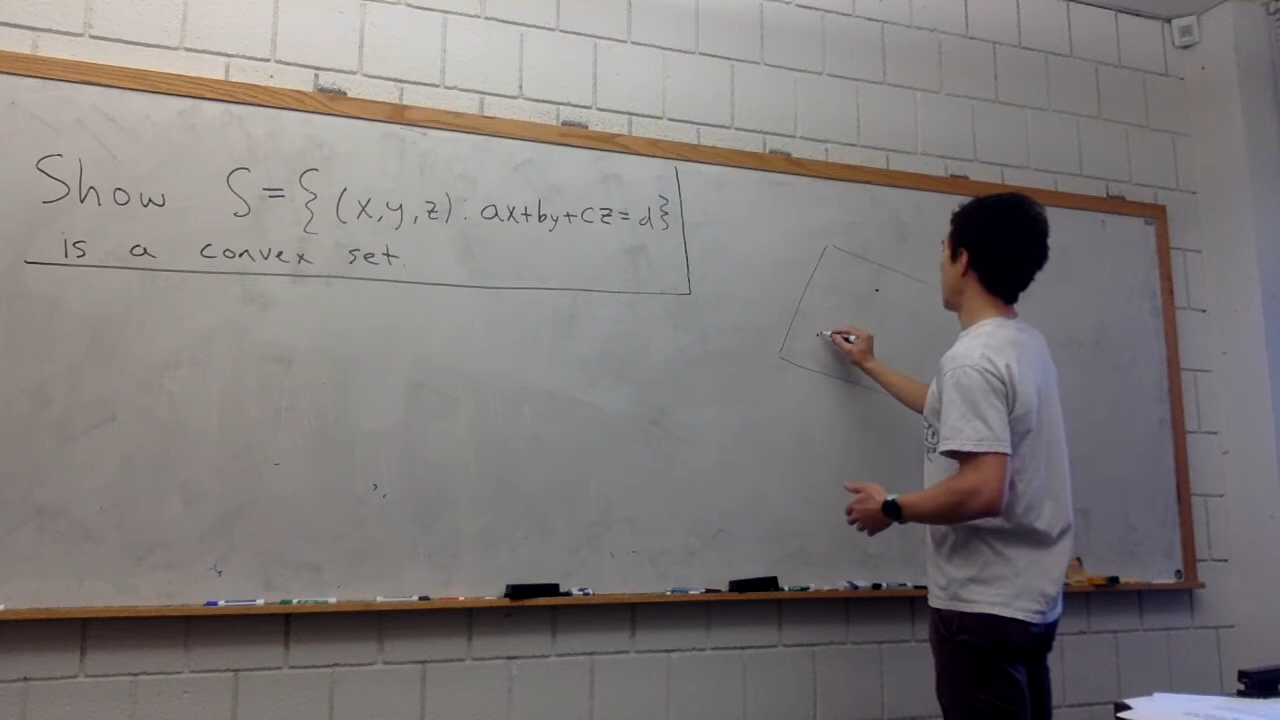 Show S={(x,y,z): ax+by+cz=d}
is a convex set.